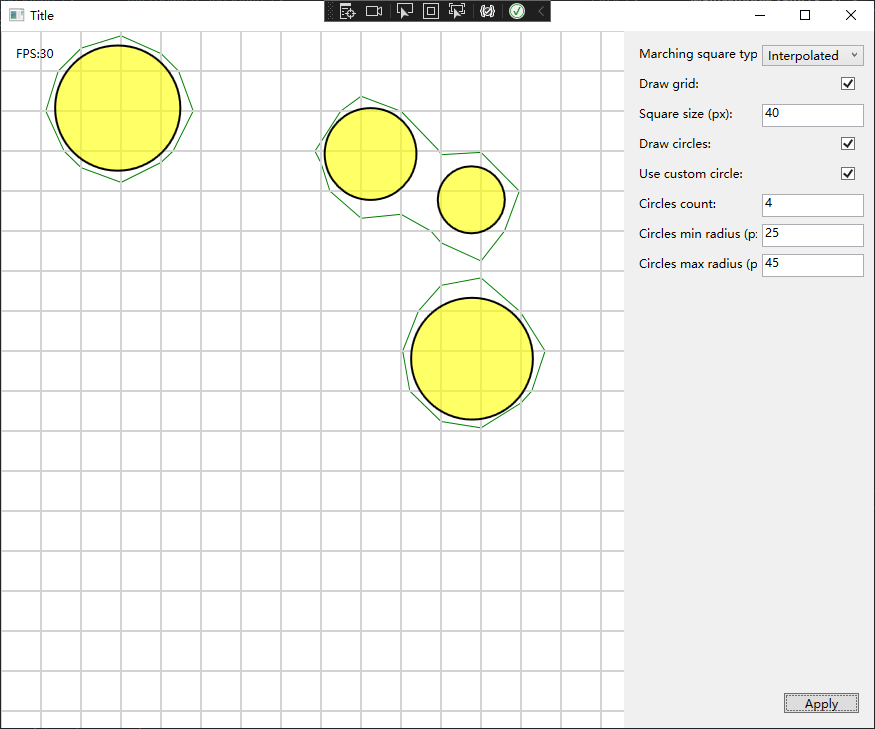 Title
FPS:30
Marching square typ
Interpolated
Draw grid:
Square size (px):
40
Draw circles:
Use custom circle:
Circles count:
4
Circles min radius (p:
25
Circles max radius (p
45
Apply